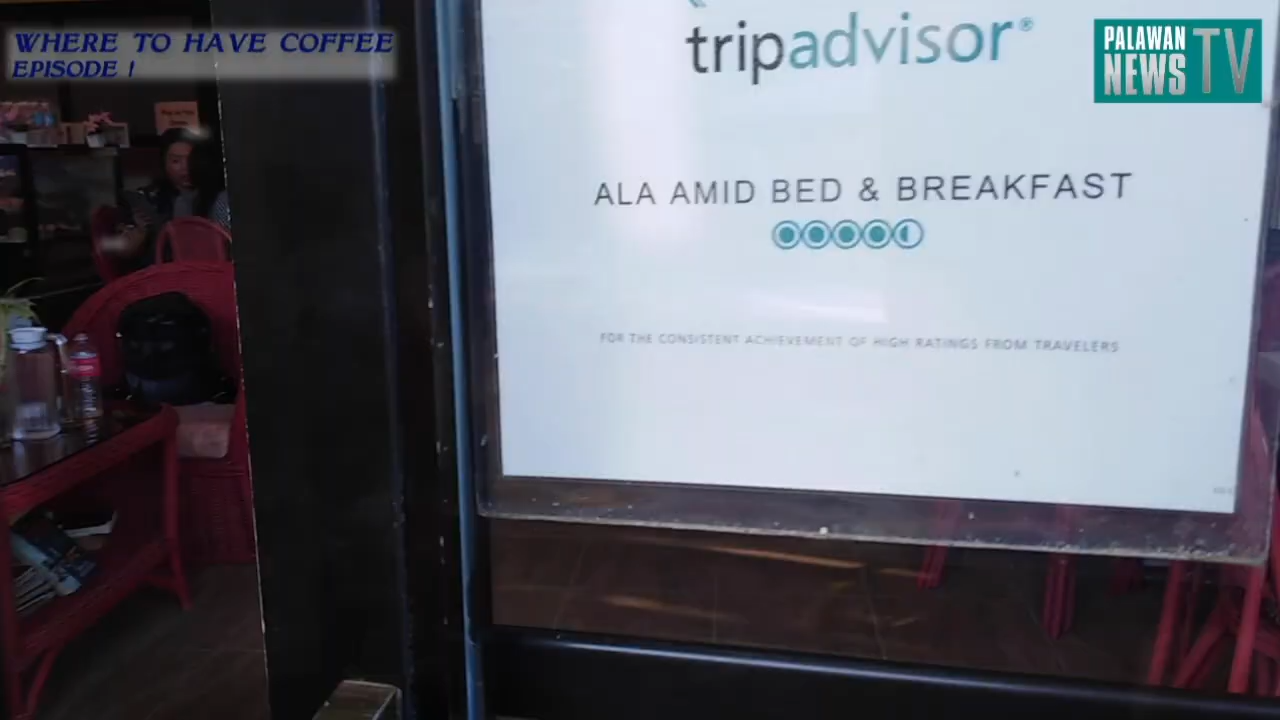 WHERE TO HAVE COFFEE
EPISODE 1
PALAWAN
NEWS TV
tripadvisor®
ALA AMID BED & BREAKFAST
FOR THE CONSISTENT ACHIEVEMENT OF HIGH RATINGS FROM TRAVELERS